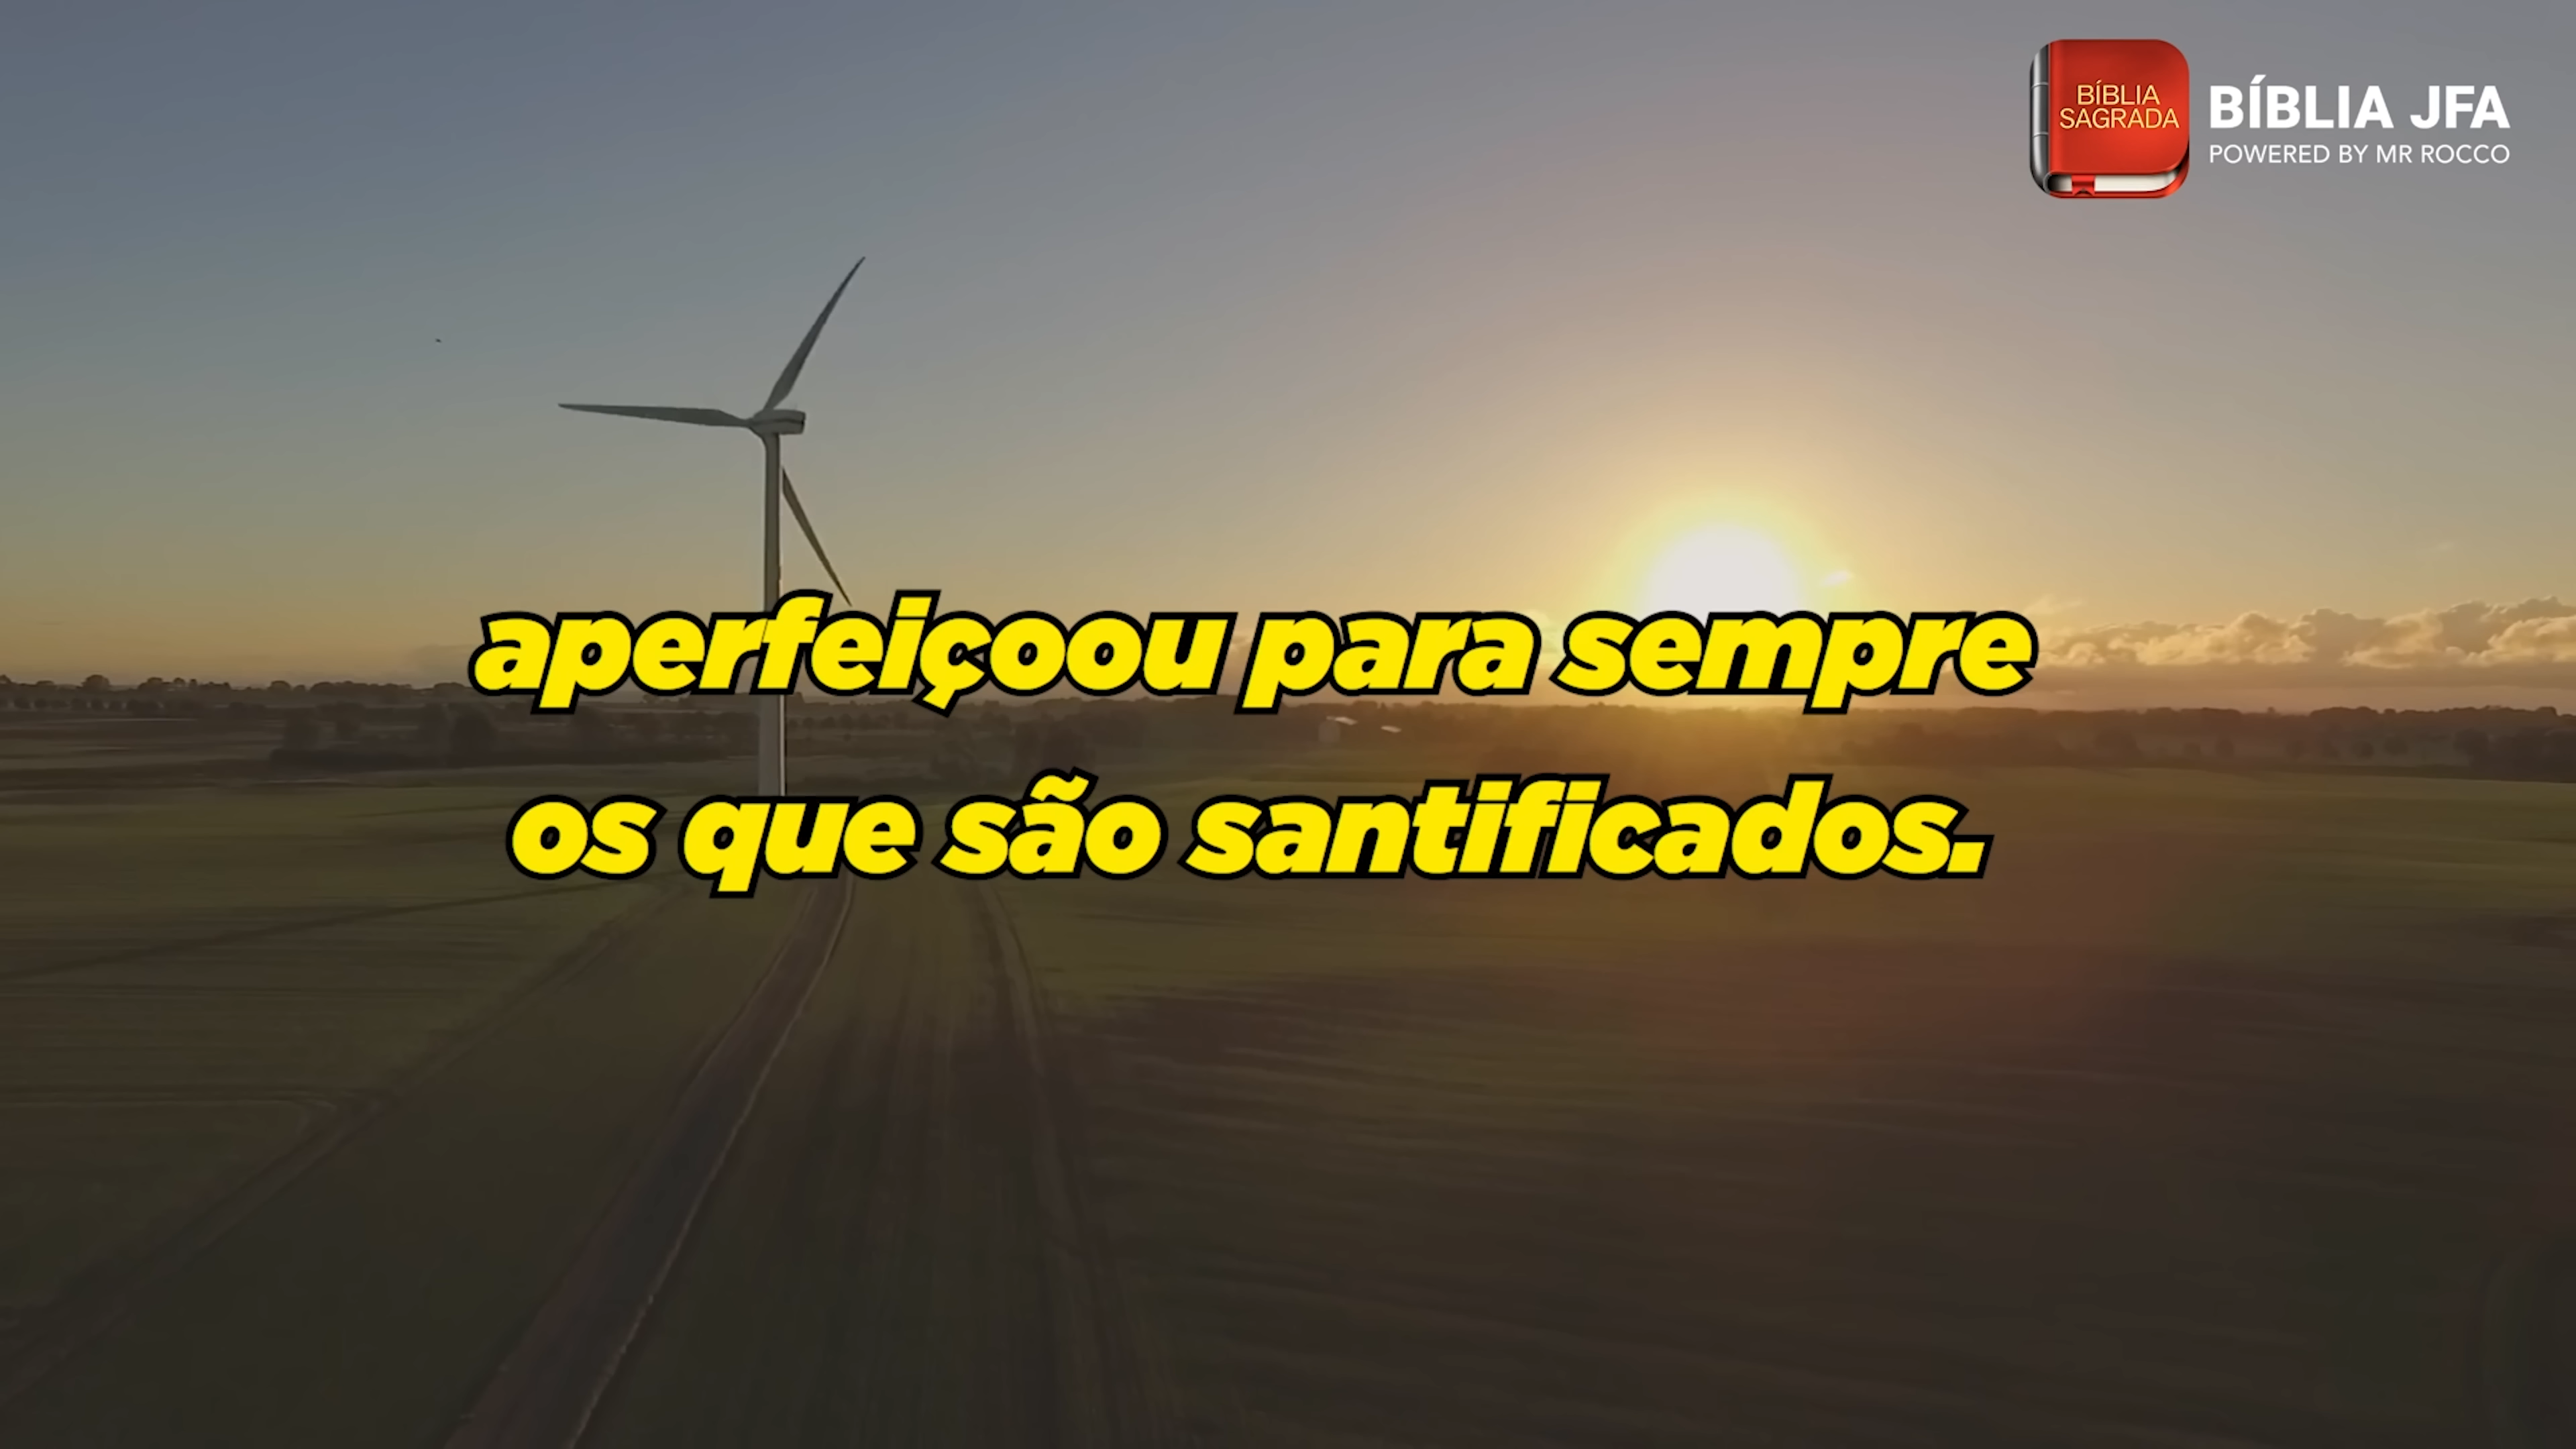 BÍBLIA
SAGRADA
BÍBLIA JFA
POWERED BY MR ROCCO
aperfeiçoou para sempre
os que são santificados.